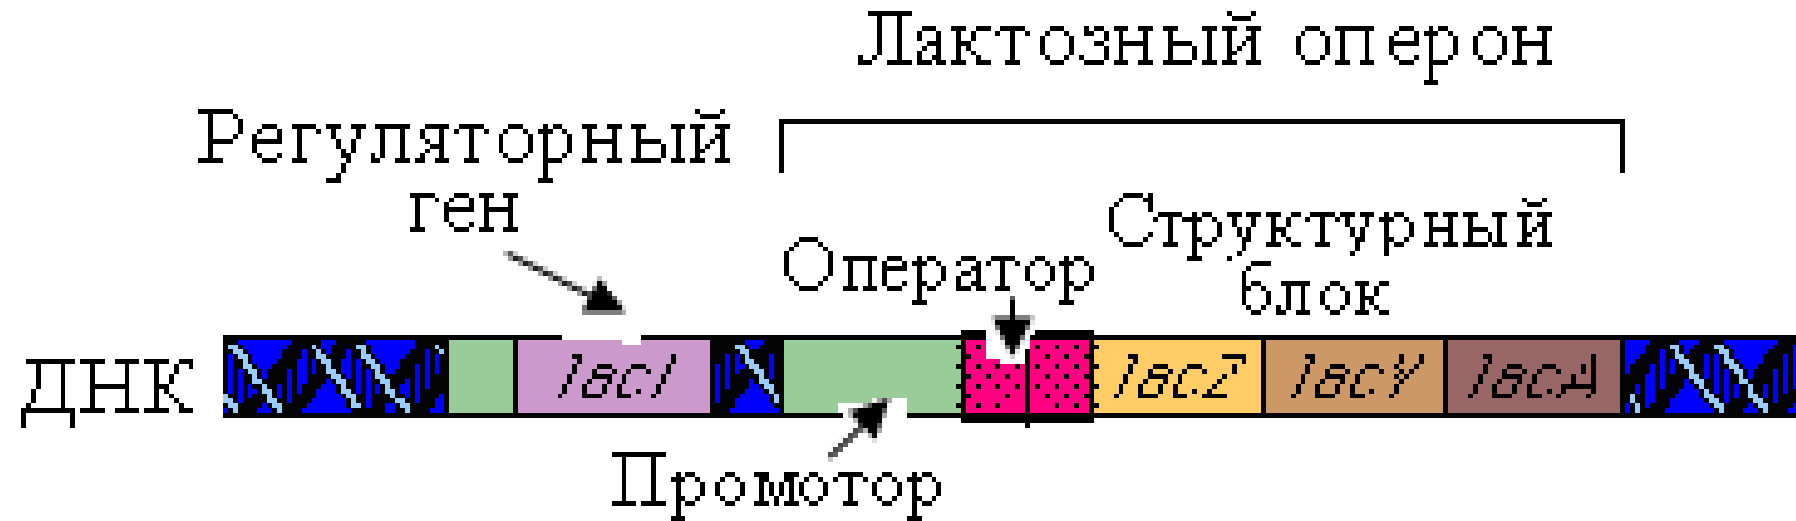 Лактозный оперон
Регуляторный
ген
Структурный
блок
Оператор
ДНК
lacI
lacZ
lacY
lacA
Промотор